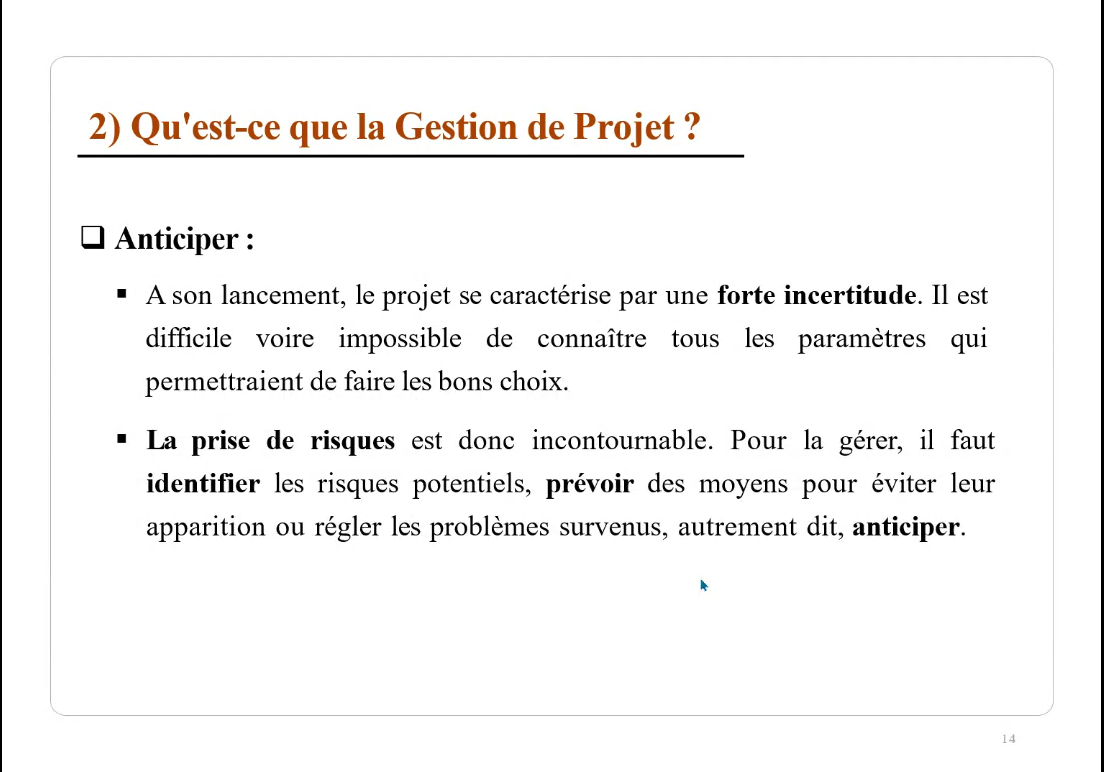 2) Qu'est-ce que la Gestion de Projet ?
❑ Anticiper :
▪ A son lancement, le projet se caractérise par une forte incertitude. Il est
difficile voire impossible de connaître tous les paramètres qui
permettraient de faire les bons choix.
▪ La prise de risques est donc incontournable. Pour la gérer, il faut
identifier les risques potentiels, prévoir des moyens pour éviter leur
apparition ou régler les problèmes survenus, autrement dit, anticiper.
14